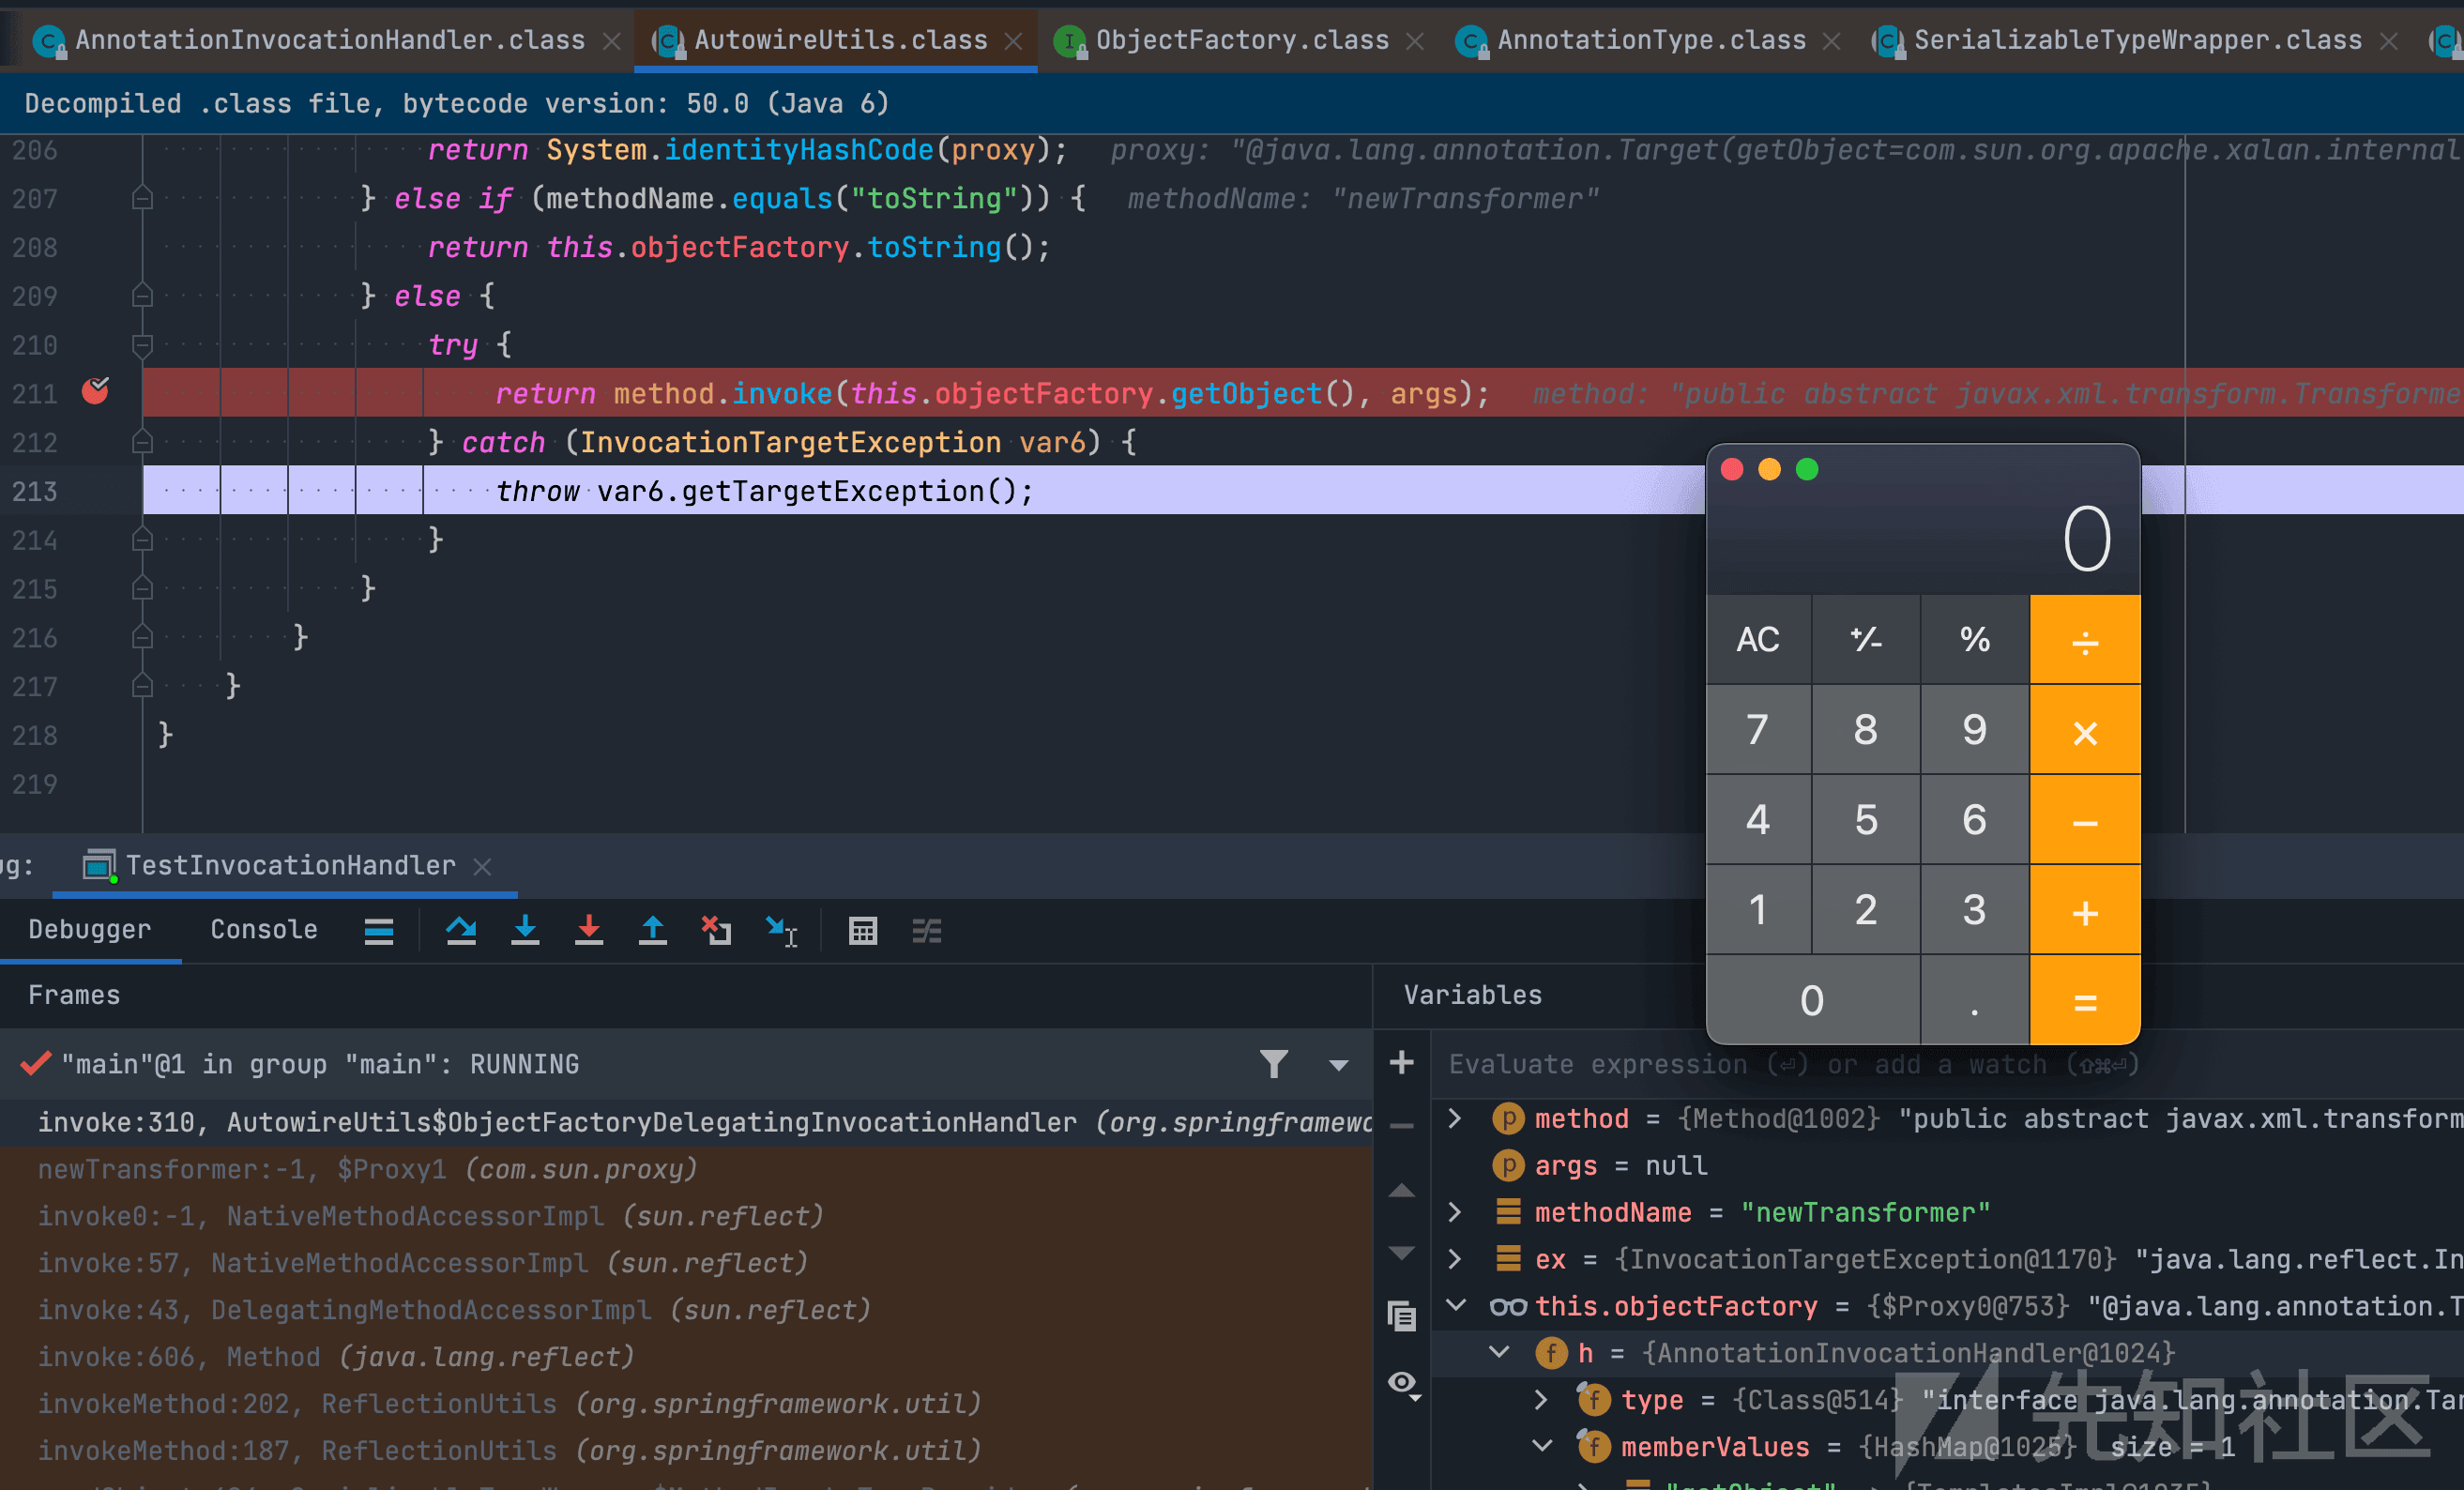 AnnotationInvocationHandler.class AutowireUtils.class ObjectFactory.class AnnotationType.class SerializableTypeWrapper.class
Decompiled .class file, bytecode version: 50.0 (Java 6)
206 return System.identityHashCode(proxy); proxy: "@java.lang.annotation.Target(getObject=com.sun.org.apache.xalan.internal
207 } else if (methodName.equals("toString")) { methodName: "newTransformer"
208 return this.objectFactory.toString();
209 } else {
210 try {
211 return method.invoke(this.objectFactory.getObject(), args); method: "public abstract javax.xml.transform.Transforme
212 } catch (InvocationTargetException var6) {
213 throw var6.getTargetException();
214 }
215 }
216 }
217 }
218 }
219
0
AC +/- % ÷
7 8 9 ×
4 5 6 −
1 2 3 +
0 . =
ug: TestInvocationHandler
Debugger Console
Frames
"main"@1 in group "main": RUNNING
invoke:310, AutowireUtils$ObjectFactoryDelegatingInvocationHandler (org.springframewo
newTransformer:-1, $Proxy1 (com.sun.proxy)
invoke0:-1, NativeMethodAccessorImpl (sun.reflect)
invoke:57, NativeMethodAccessorImpl (sun.reflect)
invoke:43, DelegatingMethodAccessorImpl (sun.reflect)
invoke:606, Method (java.lang.reflect)
invokeMethod:202, ReflectionUtils (org.springframework.util)
invokeMethod:187, ReflectionUtils (org.springframework.util)
Variables
Evaluate expression (⏎) or add a watch (⇧⌘⏎)
method = {Method@1002} "public abstract javax.xml.transform
args = null
methodName = "newTransformer"
ex = {InvocationTargetException@1170} "java.lang.reflect.In
this.objectFactory = {$Proxy0@753} "@java.lang.annotation.T
h = {AnnotationInvocationHandler@1024}
type = {Class@514} "interface java.lang.annotation.Tar
memberValues = {HashMap@1025} size = 1
先知社区